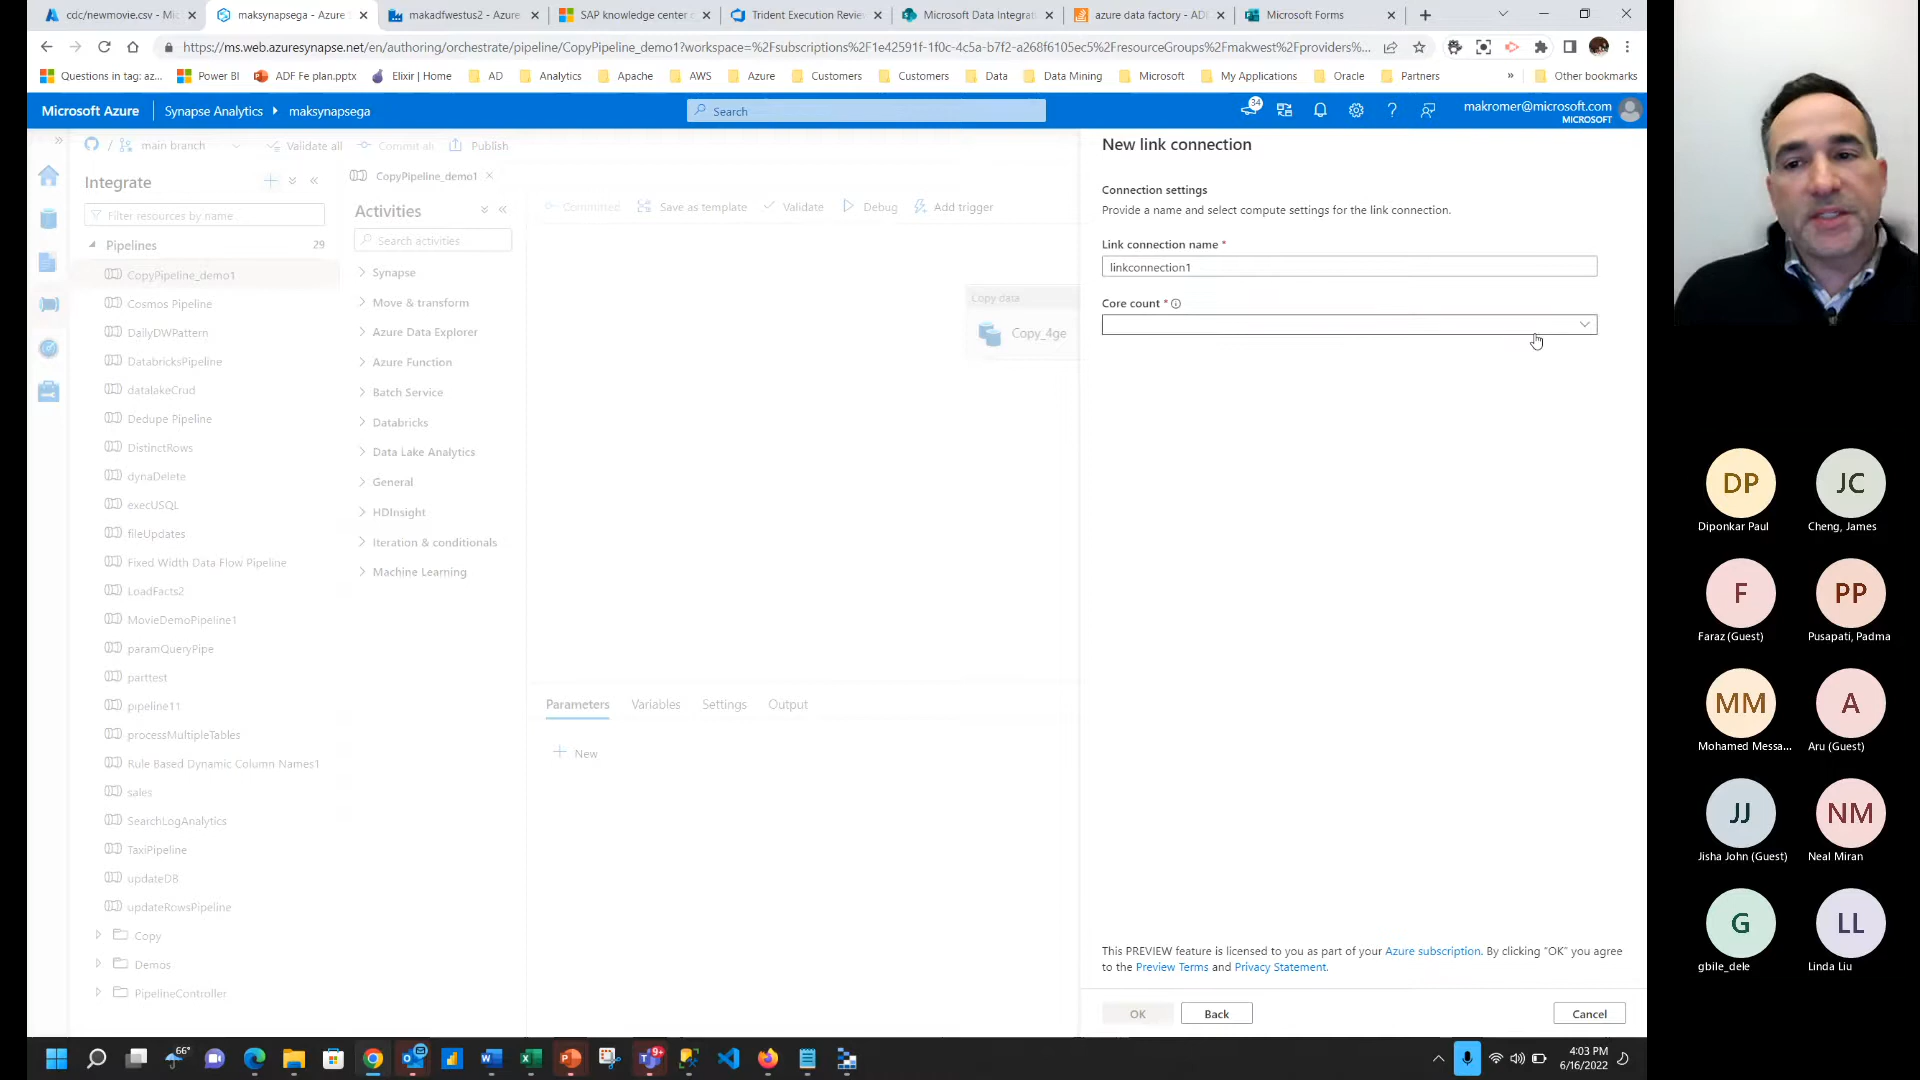 cdc/newmovie.csv - Mic
maksynapsega - Azure S
makadfwestus2 - Azure
SAP knowledge center
Trident Execution Revie
Microsoft Data Integrat
azure data factory - AD
Microsoft Forms
https://ms.web.azuresynapse.net/en/authoring/orchestrate/pipeline/CopyPipeline_demo1?workspace=%2Fsubscriptions%2F1e42591f-1f0c-4c5a-b7f2-a268f6105ec5%2FresourceGroups%2Fmakwest%2Fproviders%...
Questions in tag: az...
Power BI
ADF Fe plan.pptx
Elixir | Home
AD
Analytics
Apache
AWS
Azure
Customers
Customers
Data
Data Mining
Microsoft
My Applications
Oracle
Partners
»
Other bookmarks
Microsoft Azure
Synapse Analytics
maksynapsega
Search
34
makromer@microsoft.com
MICROSOFT
main branch
Validate all
Commit all
Publish
Integrate
Filter resources by name
Pipelines
29
CopyPipeline_demo1
Cosmos Pipeline
DailyDWPattern
DatabricksPipeline
datalakeCrud
Dedupe Pipeline
DistinctRows
dynaDelete
execUSQL
fileUpdates
Fixed Width Data Flow Pipeline
LoadFacts2
MovieDemoPipeline1
paramQueryPipe
parttest
pipeline11
processMultipleTables
Rule Based Dynamic Column Names1
sales
SearchLogAnalytics
TaxiPipeline
updateDB
updateRowsPipeline
Copy
Demos
PipelineController
CopyPipeline_demo1
Activities
Search activities
Synapse
Move & transform
Azure Data Explorer
Azure Function
Batch Service
Databricks
Data Lake Analytics
General
HDInsight
Iteration & conditionals
Machine Learning
Committed
Save as template
Validate
Debug
Add trigger
Copy data
Copy_4ge
Parameters
Variables
Settings
Output
New
New link connection
Connection settings
Provide a name and select compute settings for the link connection.
Link connection name *
linkconnection1
Core count *
This PREVIEW feature is licensed to you as part of your Azure subscription. By clicking "OK" you agree
to the Preview Terms and Privacy Statement.
OK
Back
Cancel
66°
9+
4:03 PM
6/16/2022
DP
Diponkar Paul
JC
Cheng, James
F
Faraz (Guest)
PP
Pusapati, Padma
MM
Mohamed Messa...
A
Aru (Guest)
JJ
Jisha John (Guest)
NM
Neal Miran
G
gbile_dele
LL
Linda Liu